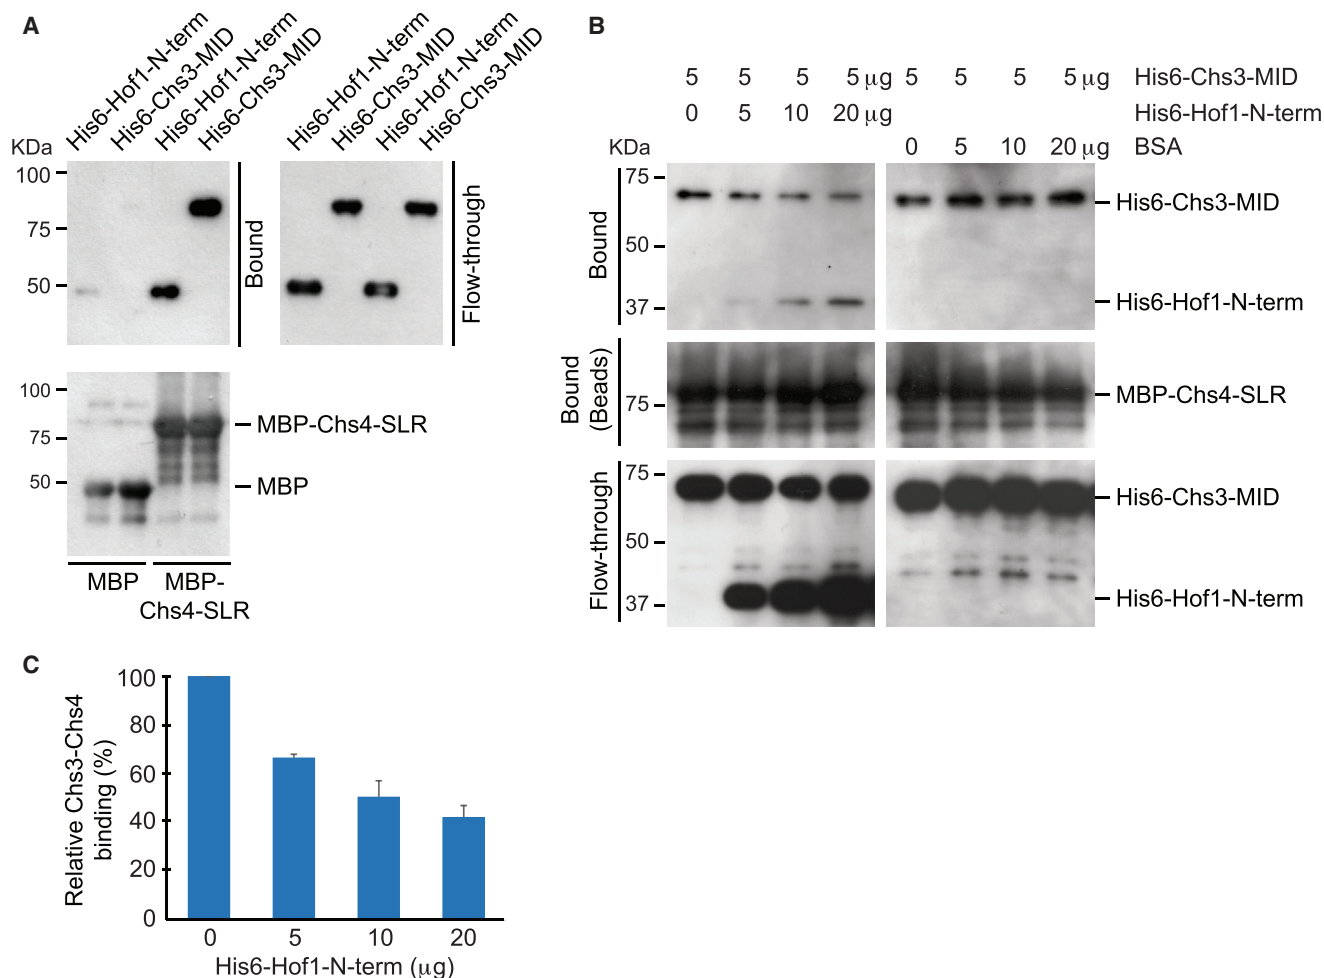 A
His6-Hof1-N-term
His6-Chs3-MID
His6-Hof1-N-term
His6-Chs3-MID
His6-Hof1-N-term
His6-Chs3-MID
His6-Hof1-N-term
His6-Chs3-MID
KDa
100
75
50
Bound
Flow-through
100
75
50
MBP-Chs4-SLR
MBP
MBP
MBP-
Chs4-SLR
B
5 5 5 5 μg 5 5 5 5 μg His6-Chs3-MID
0 5 10 20 μg His6-Hof1-N-term
KDa 0 5 10 20 μg BSA
Bound
75
50
37
His6-Chs3-MID
His6-Hof1-N-term
Bound
(Beads)
75
MBP-Chs4-SLR
Flow-through
75
50
37
His6-Chs3-MID
His6-Hof1-N-term
C
Relative Chs3-Chs4
binding (%)
100
80
60
40
20
0
0 5 10 20
His6-Hof1-N-term (μg)